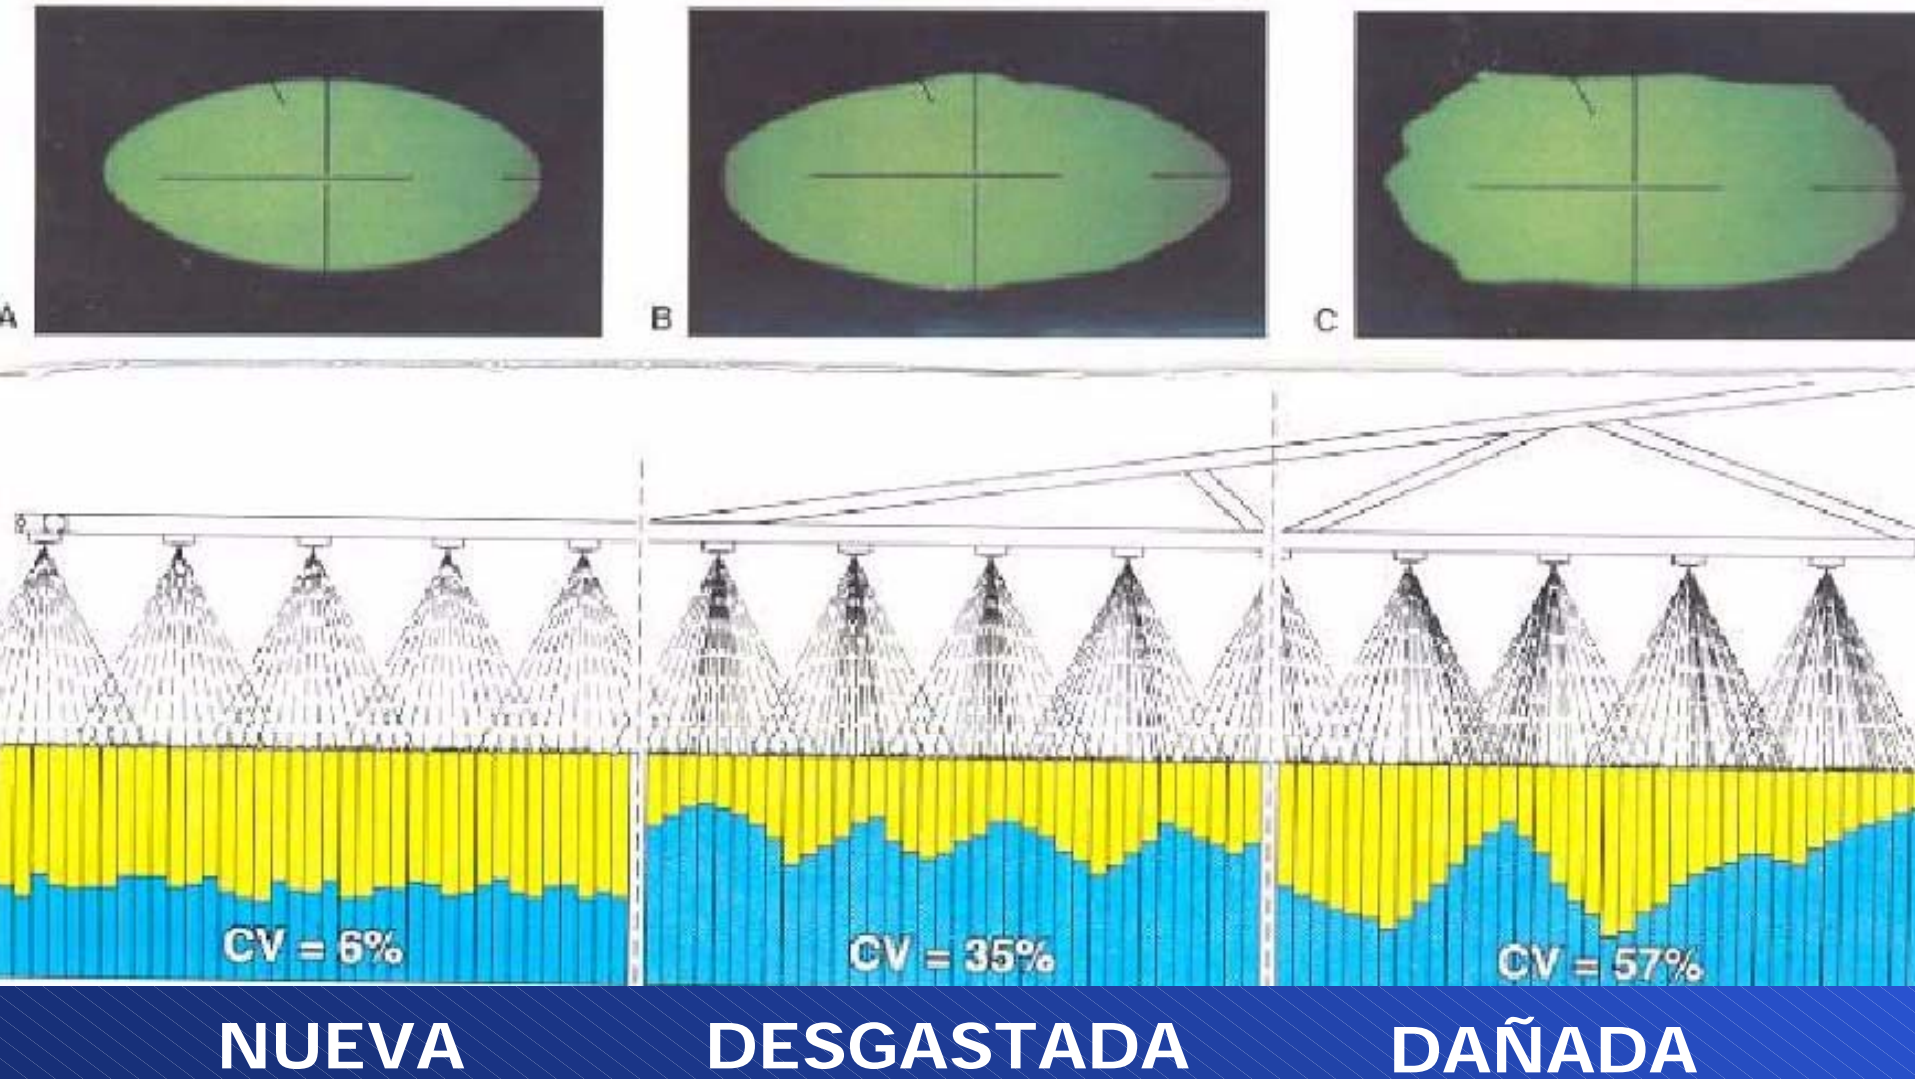 A B C
CV = 6% CV = 35% CV = 57%
NUEVA DESGASTADA DAÑADA